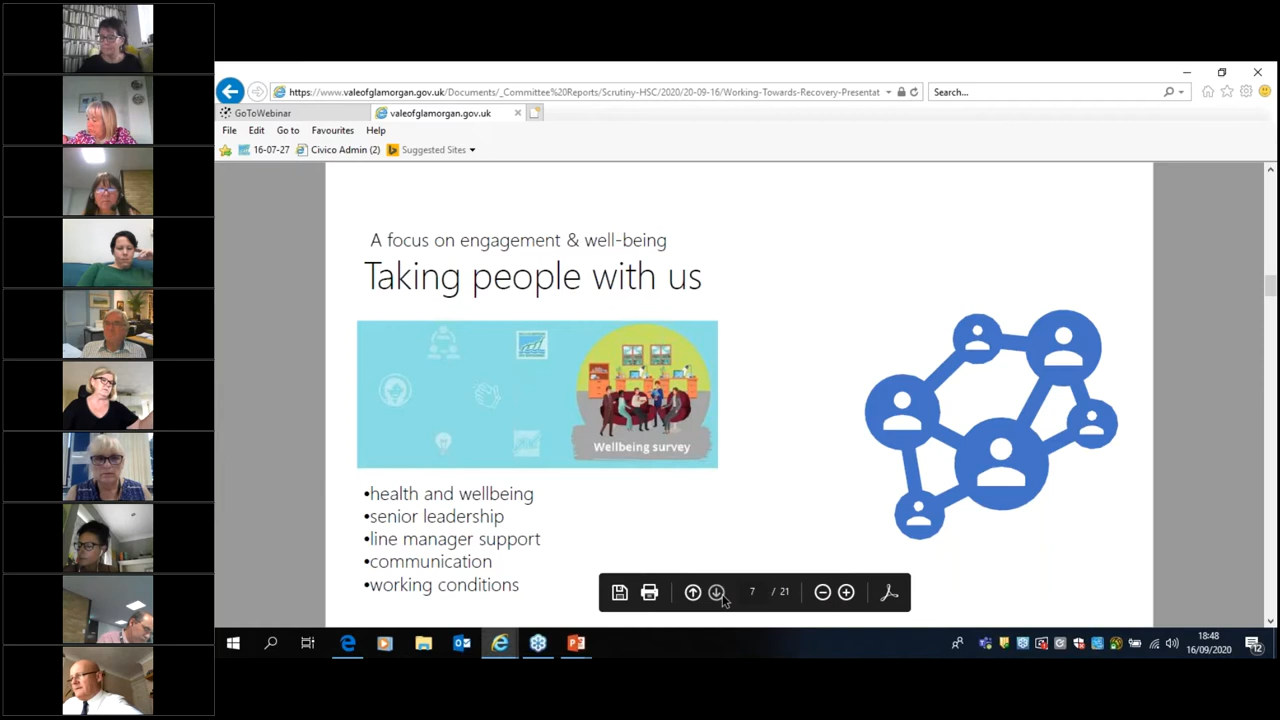 https://www.valeofglamorgan.gov.uk/Documents/_Committee%20Reports/Scrutiny-HSC/2020/20-09-16/Working-Towards-Recovery-Presentat
Search...
GoToWebinar
valeofglamorgan.gov.uk
File Edit Go to Favourites Help
16-07-27 Civico Admin (2) Suggested Sites
A focus on engagement & well-being
Taking people with us
Wellbeing survey
•health and wellbeing
•senior leadership
•line manager support
•communication
•working conditions
7 / 21
18:48
16/09/2020
12